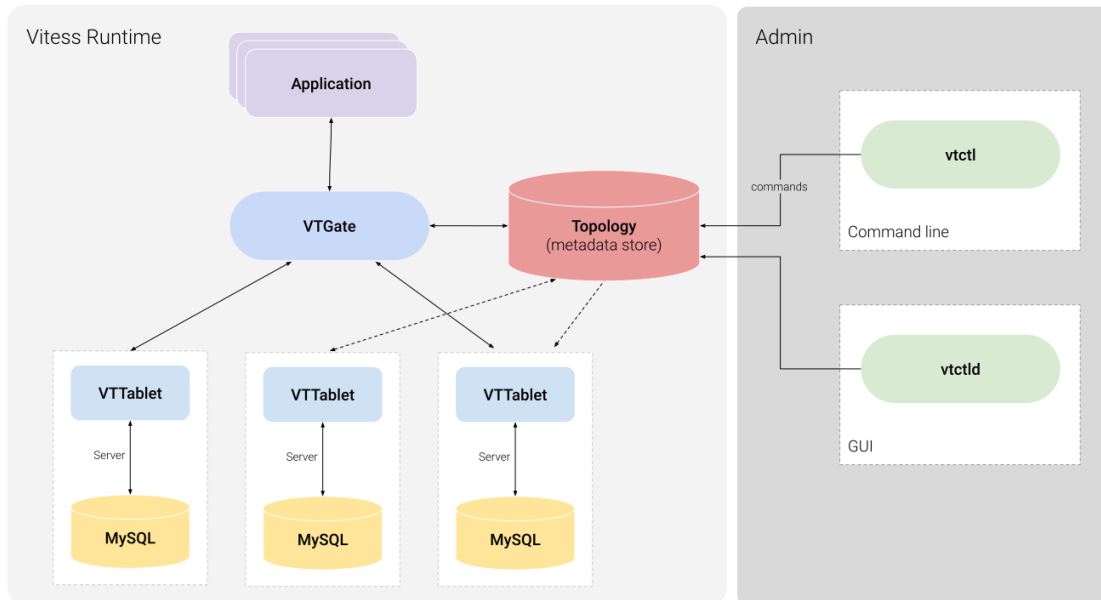 Vitess Runtime
Admin
Application
vtctl
commands
VTGate
Topology
(metadata store)
Command line
vtctld
VTTablet
VTTablet
VTTablet
GUI
Server
Server
Server
MySQL
MySQL
MySQL